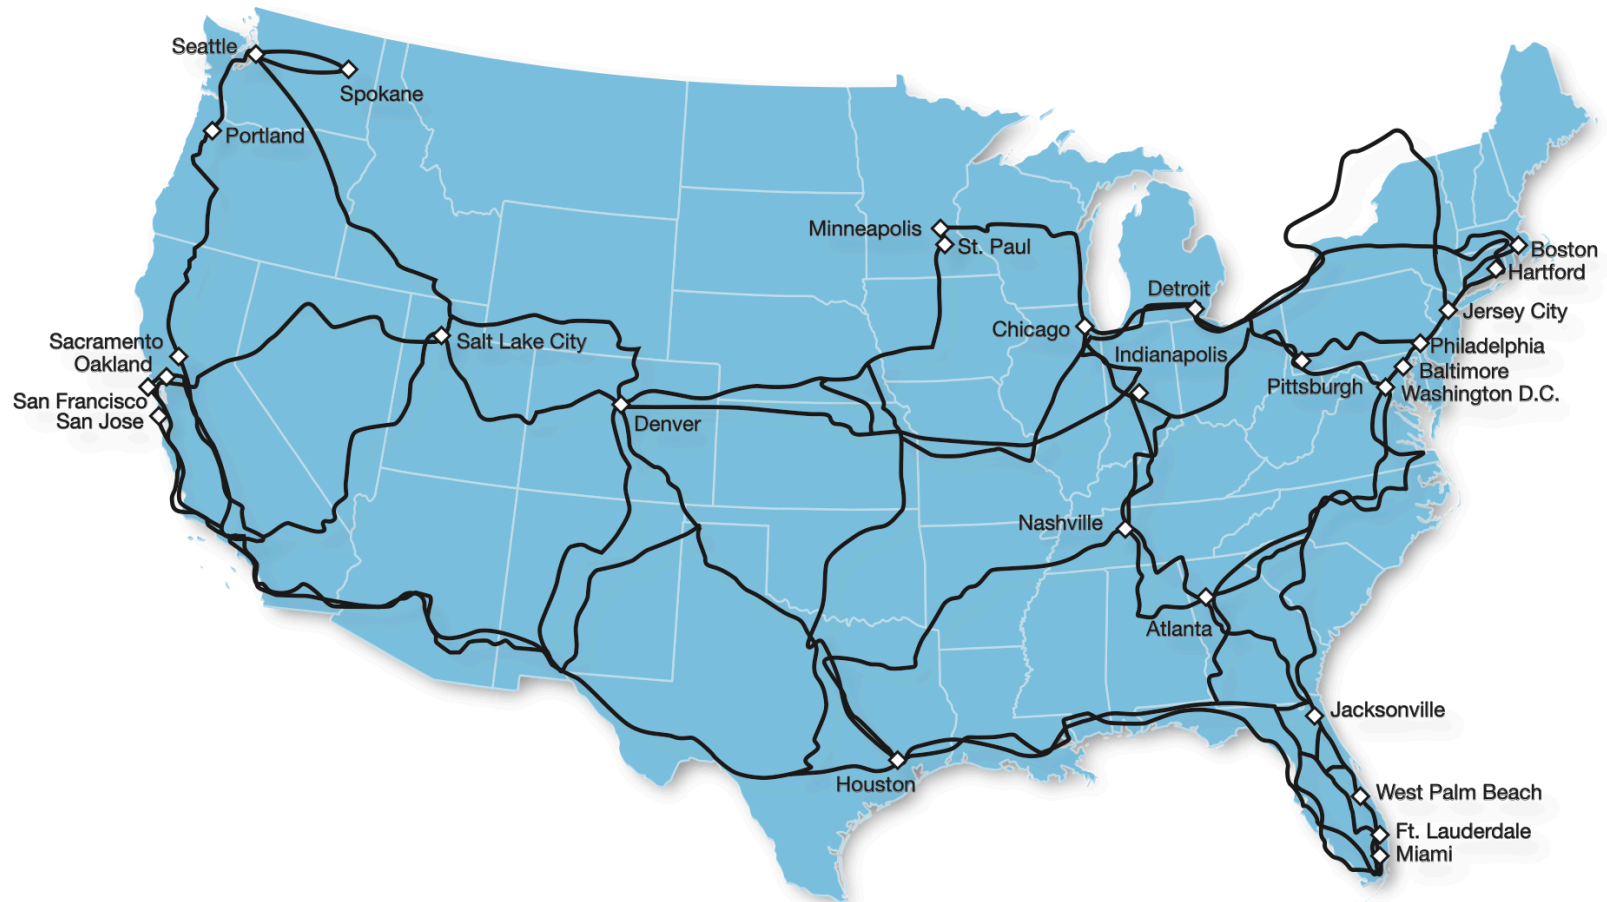 Seattle
Spokane
Portland
Minneapolis
St. Paul
Boston
Hartford
Detroit
Jersey City
Chicago
Sacramento
Oakland
Salt Lake City
Indianapolis
Philadelphia
Baltimore
Pittsburgh
Washington D.C.
San Francisco
San Jose
Denver
Nashville
Atlanta
Jacksonville
Houston
West Palm Beach
Ft. Lauderdale
Miami